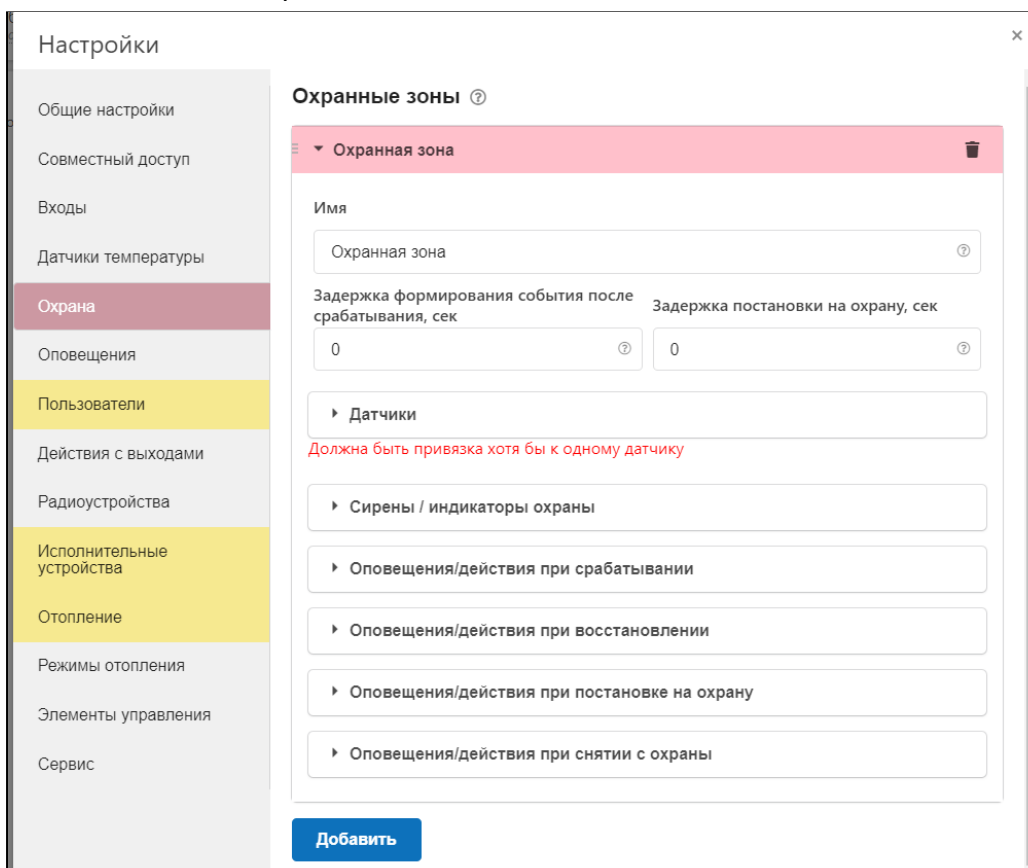 Настройки
Общие настройки
Совместный доступ
Входы
Датчики температуры
Охрана
Оповещения
Пользователи
Действия с выходами
Радиоустройства
Исполнительные
устройства
Отопление
Режимы отопления
Элементы управления
Сервис
Охранные зоны
Охранная зона
Имя
Охранная зона
Задержка формирования события после
срабатывания, сек
Задержка постановки на охрану, сек
0
0
Датчики
Должна быть привязка хотя бы к одному датчику
Сирены / индикаторы охраны
Оповещения/действия при срабатывании
Оповещения/действия при восстановлении
Оповещения/действия при постановке на охрану
Оповещения/действия при снятии с охраны
Добавить